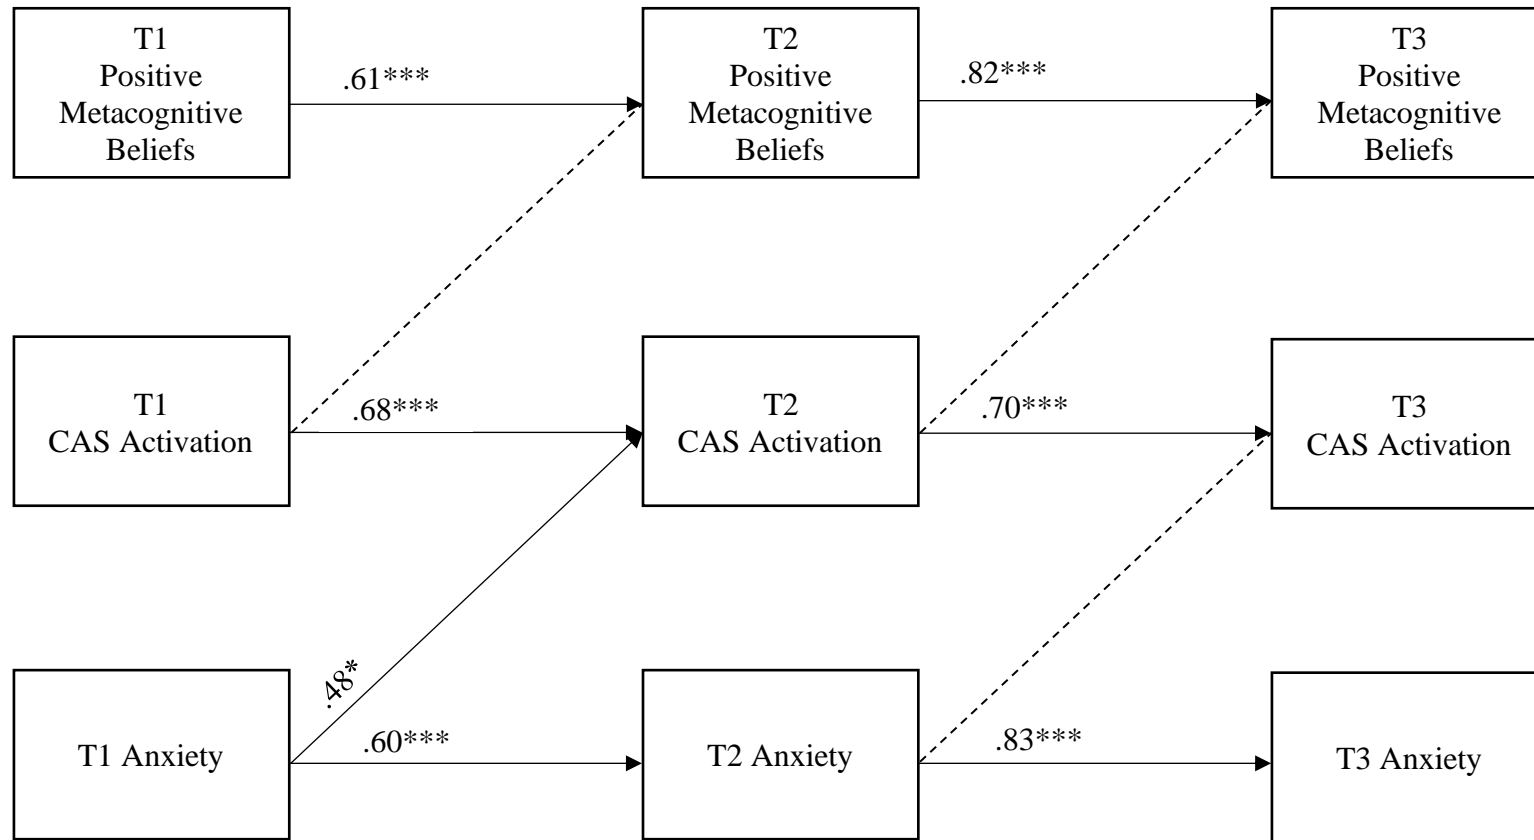 T1
Positive
Metacognitive
Beliefs
.61***
T2
Positive
Metacognitive
Beliefs
.82***
T3
Positive
Metacognitive
Beliefs
T1
CAS Activation
.68***
T2
CAS Activation
.70***
T3
CAS Activation
.48*
T1 Anxiety
.60***
T2 Anxiety
.83***
T3 Anxiety